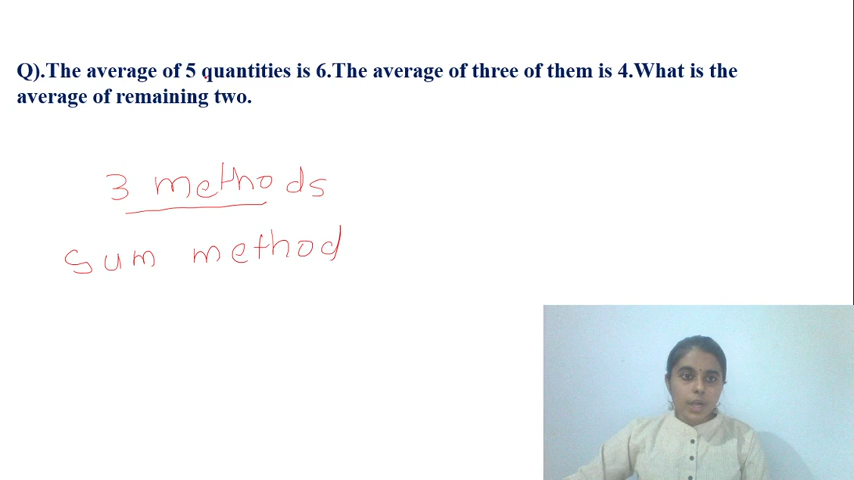 Q).The average of 5 quantities is 6.The average of three of them is 4.What is the
average of remaining two.
3 methods
sum method